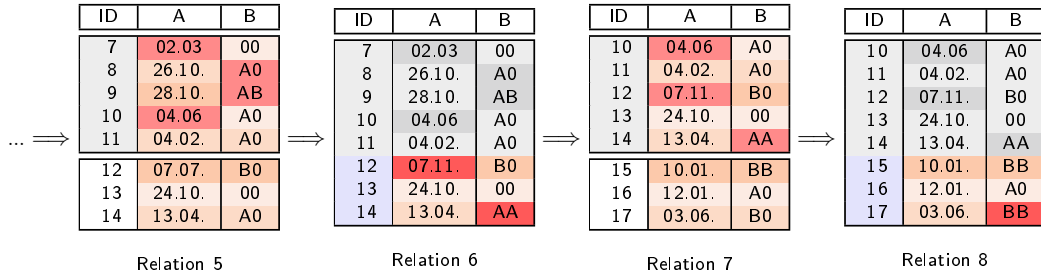 ID A B
7 02.03 00
8 26.10. A0
9 28.10. AB
10 04.06 A0
11 04.02. A0
12 07.07. B0
13 24.10. 00
14 13.04. A0
Relation 5
ID A B
7 02.03 00
8 26.10. A0
9 28.10. AB
10 04.06 A0
11 04.02. A0
12 07.11. B0
13 24.10. 00
14 13.04. AA
Relation 6
ID A B
10 04.06 A0
11 04.02. A0
12 07.11. B0
13 24.10. 00
14 13.04. AA
15 10.01. BB
16 12.01. A0
17 03.06. B0
Relation 7
ID A B
10 04.06 A0
11 04.02. A0
12 07.11. B0
13 24.10. 00
14 13.04. AA
15 10.01. BB
16 12.01. A0
17 03.06. BB
Relation 8
... ⟹ ⟹ ⟹ ⟹